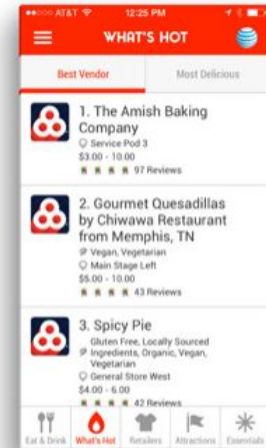 AT&T 12:25 PM
WHAT'S HOT
Best Vendor Most Delicious
1. The Amish Baking
Company
Service Pod 3
$3.00 - 10.00
97 Reviews
2. Gourmet Quesadillas
by Chiwawa Restaurant
from Memphis, TN
Vegan, Vegetarian
Main Stage Left
$5.00 - 10.00
43 Reviews
3. Spicy Pie
Gluten Free, Locally Sourced
Ingredients, Organic, Vegan,
Vegetarian
General Store West
$4.00 - 6.00
42 Reviews
Eat & Drink What's Hot Retailers Attractions Essentials